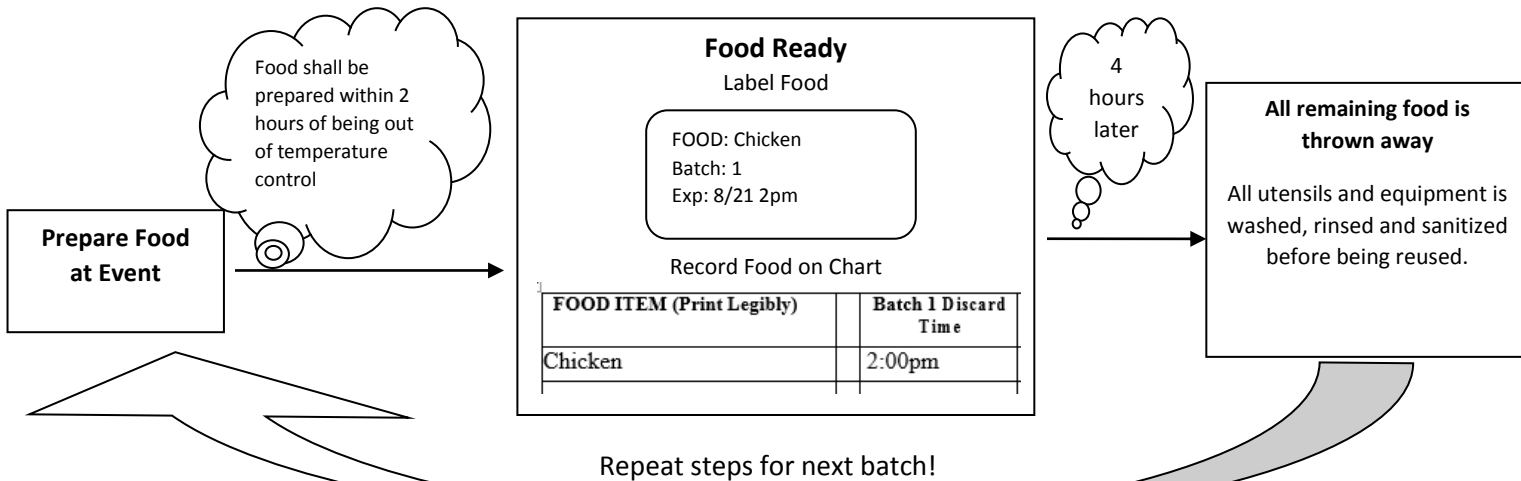 Prepare Food
at Event
Food shall be
prepared within 2
hours of being out
of temperature
control
Food Ready
Label Food
FOOD: Chicken
Batch: 1
Exp: 8/21 2pm
Record Food on Chart
FOOD ITEM (Print Legibly)
Batch 1 Discard
Time
Chicken
2:00pm
4
hours
later
All remaining food is
thrown away
All utensils and equipment is
washed, rinsed and sanitized
before being reused.
Repeat steps for next batch!